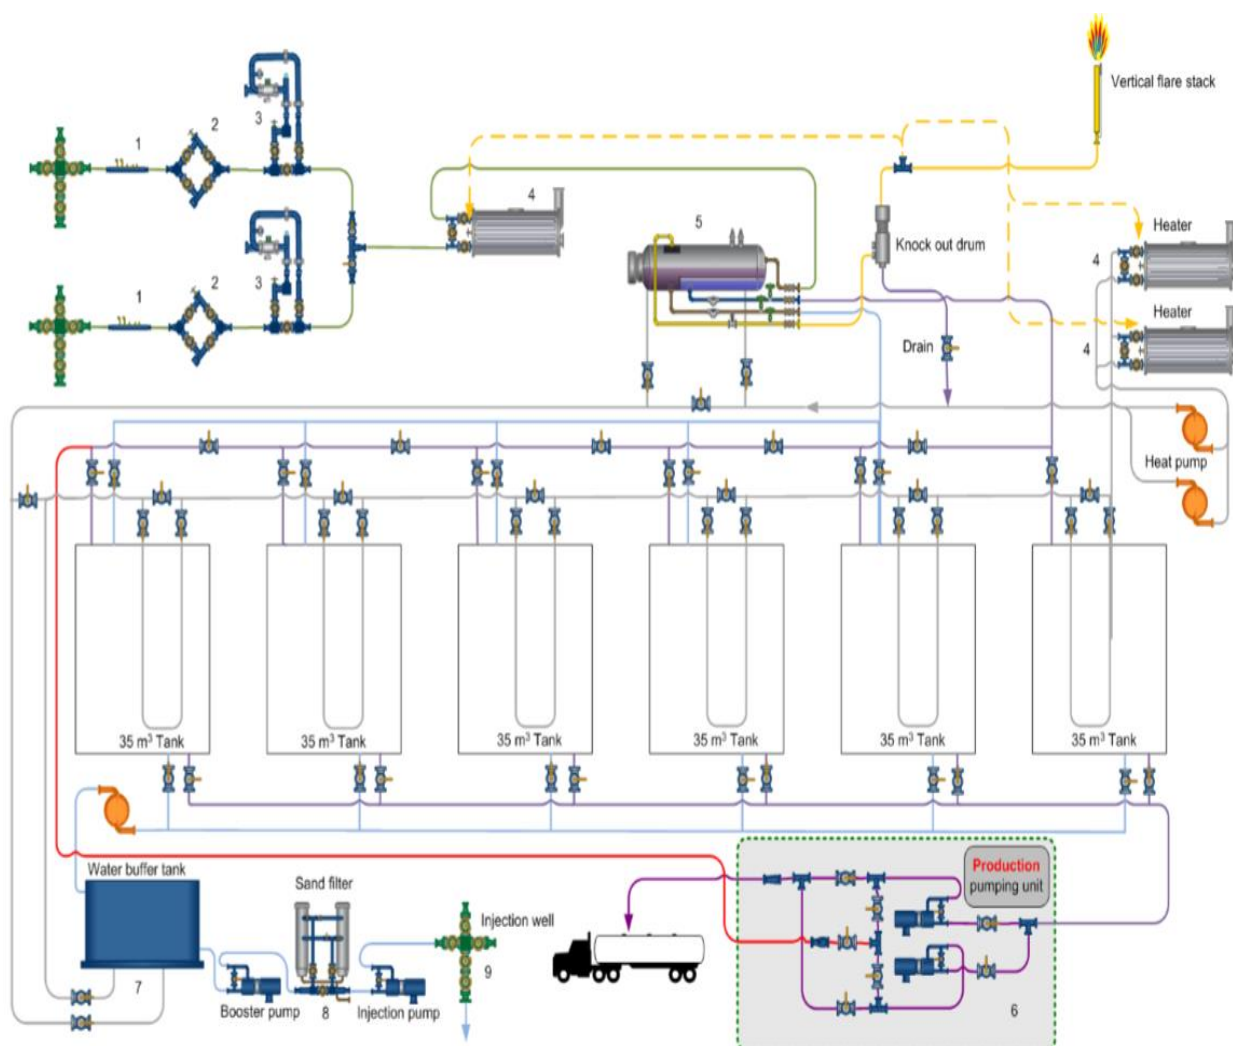 Vertical flare stack
1
2
3
4
5
Knock out drum
Heater
4
1
2
3
Heater
4
Drain
Heat pump
35 m³ Tank
35 m³ Tank
35 m³ Tank
35 m³ Tank
35 m³ Tank
35 m³ Tank
Water buffer tank
Sand filter
Production
pumping unit
Injection well
9
7
Booster pump
8
Injection pump
6